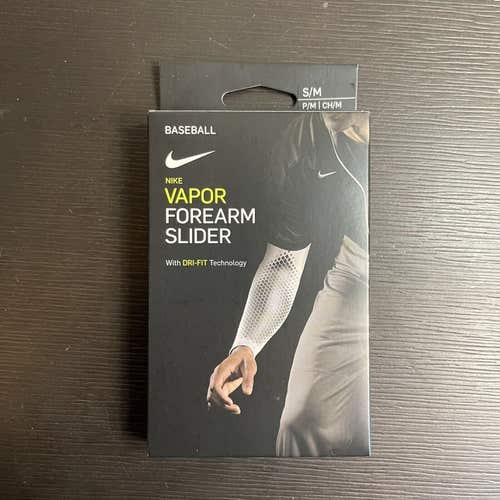 S/M
P/M | CH/M
BASEBALL
NIKE
VAPOR
FOREARM
SLIDER
With DRI-FIT Technology